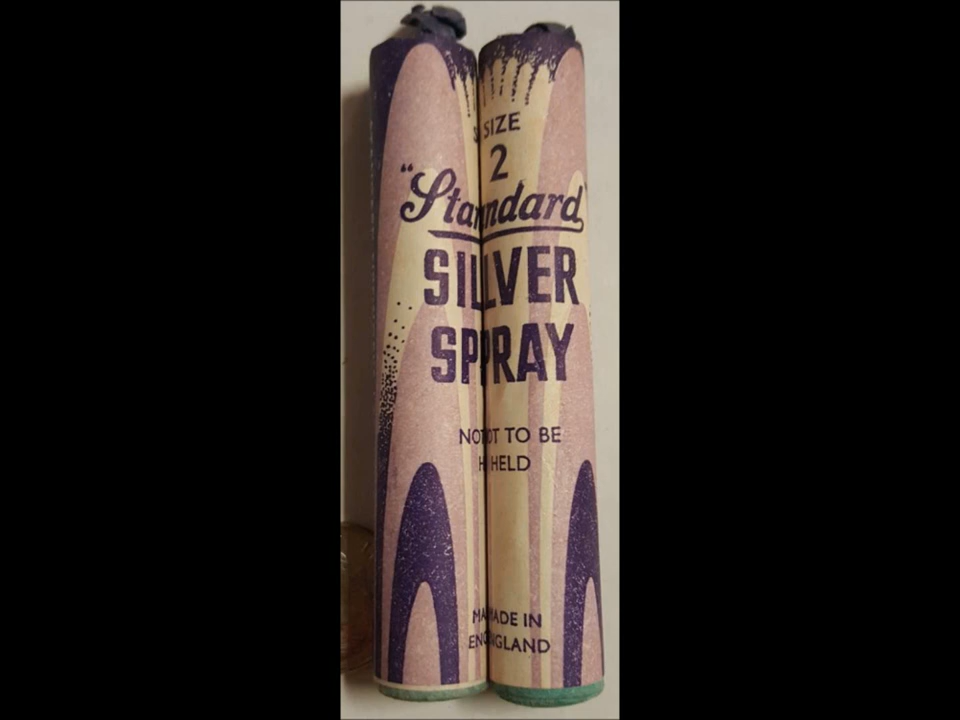 SIZE
2
"Standard"
SILVER
SPRAY
NOT TO BE
HELD
MADE IN
ENGLAND